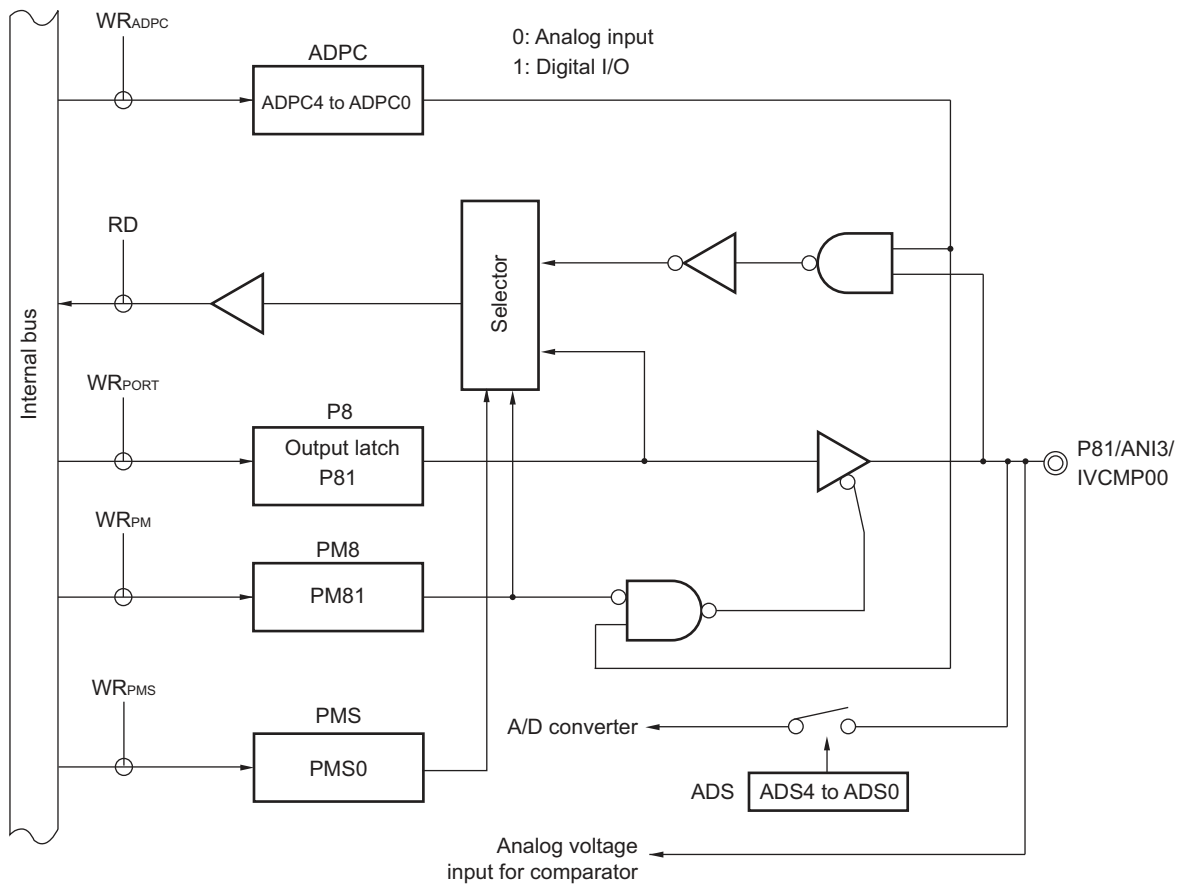 WRADPC
ADPC
ADPC4 to ADPC0
0: Analog input
1: Digital I/O
RD
Selector
Internal bus
WRPORT
P8
Output latch
P81
P81/ANI3/
IVCMP00
WRPM
PM8
PM81
WRPMS
PMS
PMS0
A/D converter
ADS
ADS4 to ADS0
Analog voltage
input for comparator